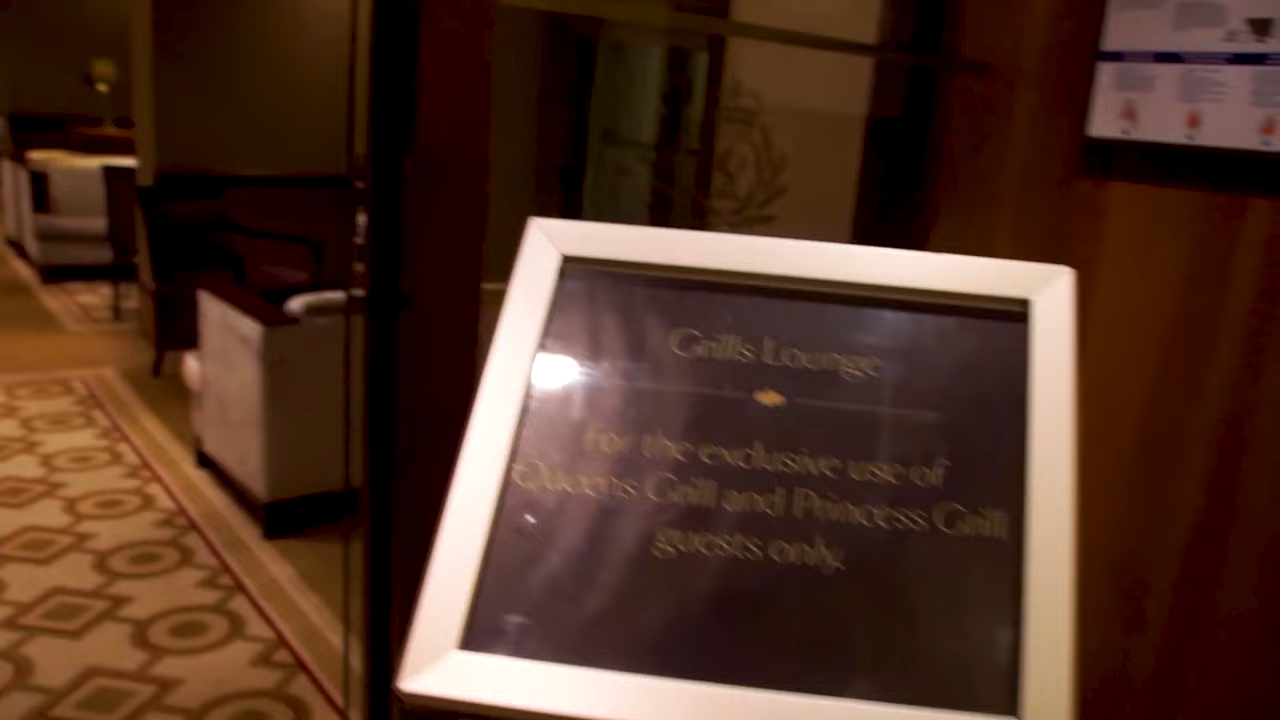 Grills Lounge
For the exclusive use of
Queens Grill and Princess Grill
guests only.